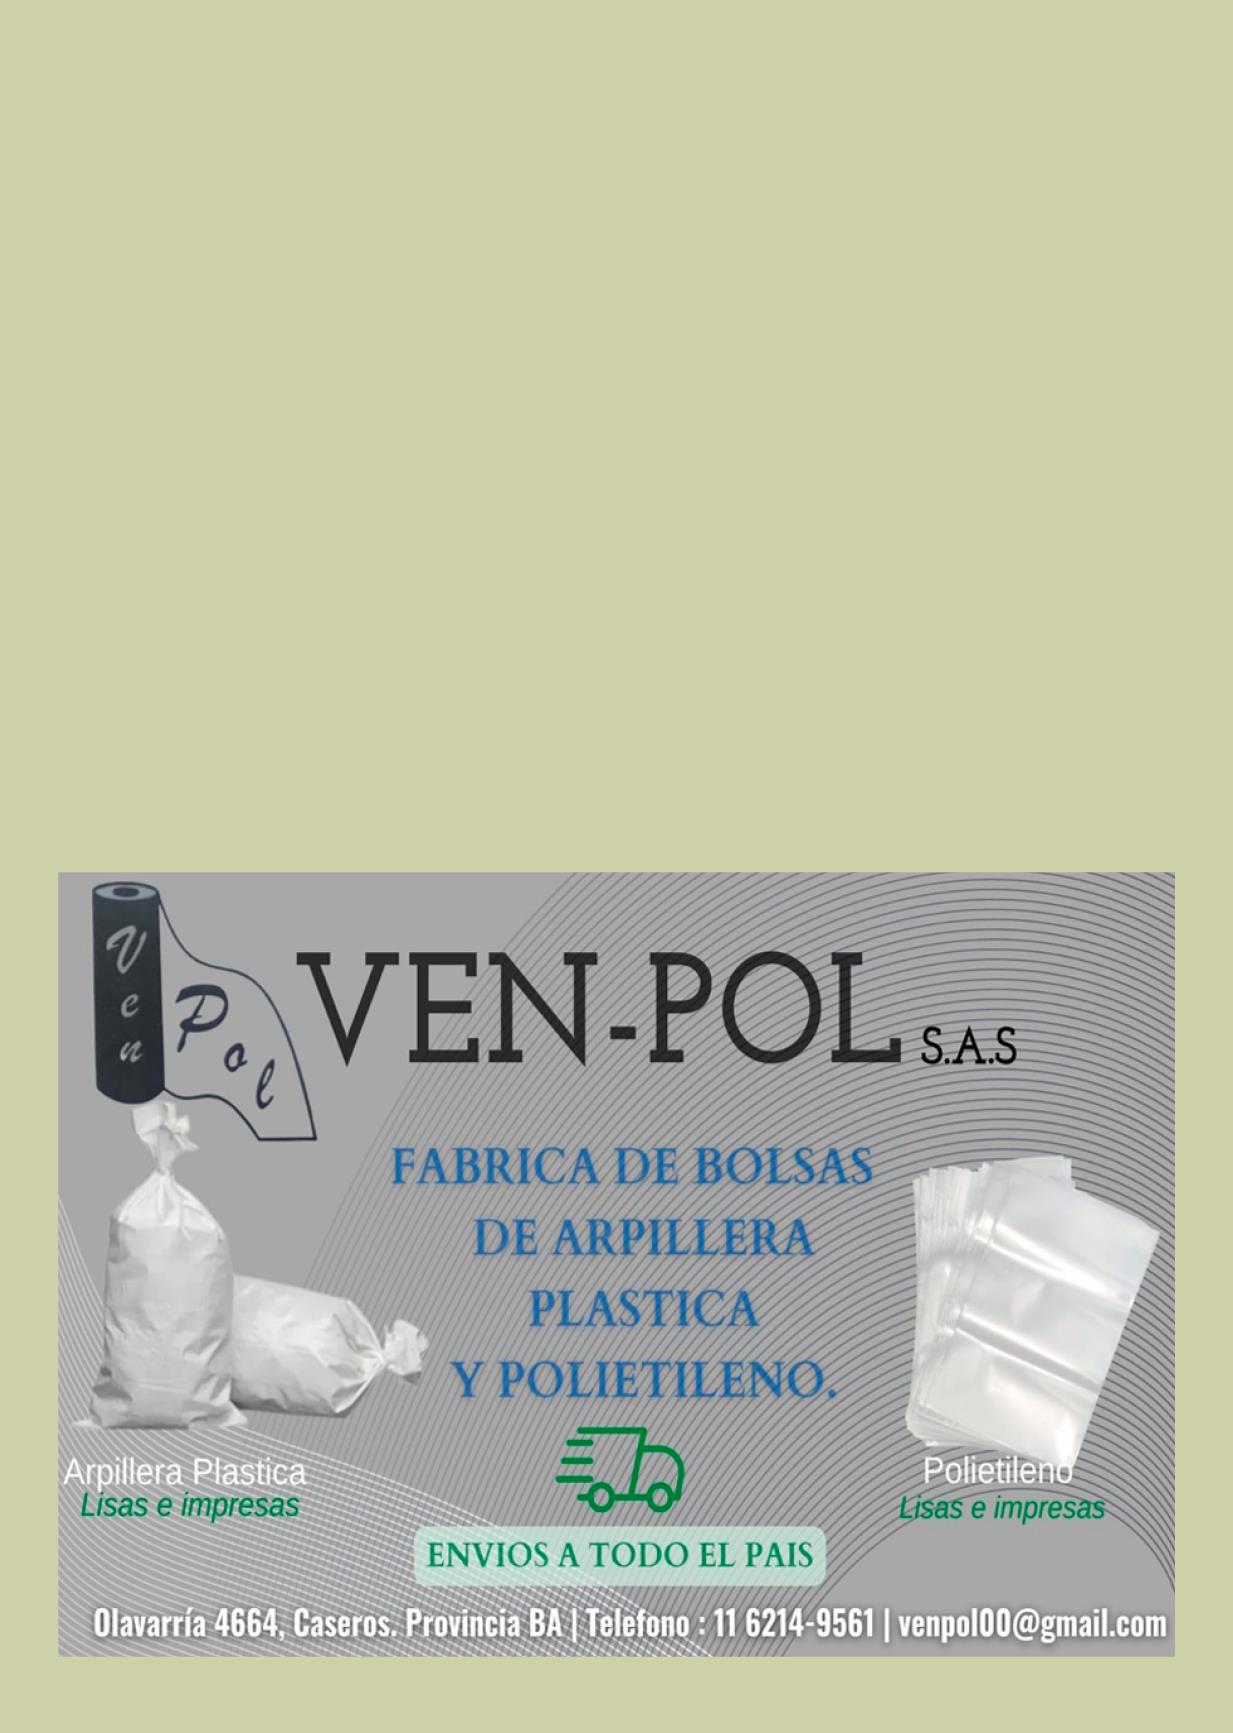 Ven
Pol
VEN-POL S.A.S
FABRICA DE BOLSAS
DE ARPILLERA
PLASTICA
Y POLIETILENO.
Arpillera Plastica
Lisas e impresas
Polietileno
Lisas e impresas
ENVIOS A TODO EL PAIS
Olavarría 4664, Caseros. Provincia BA | Telefono : 11 6214-9561 | venpol00@gmail.com